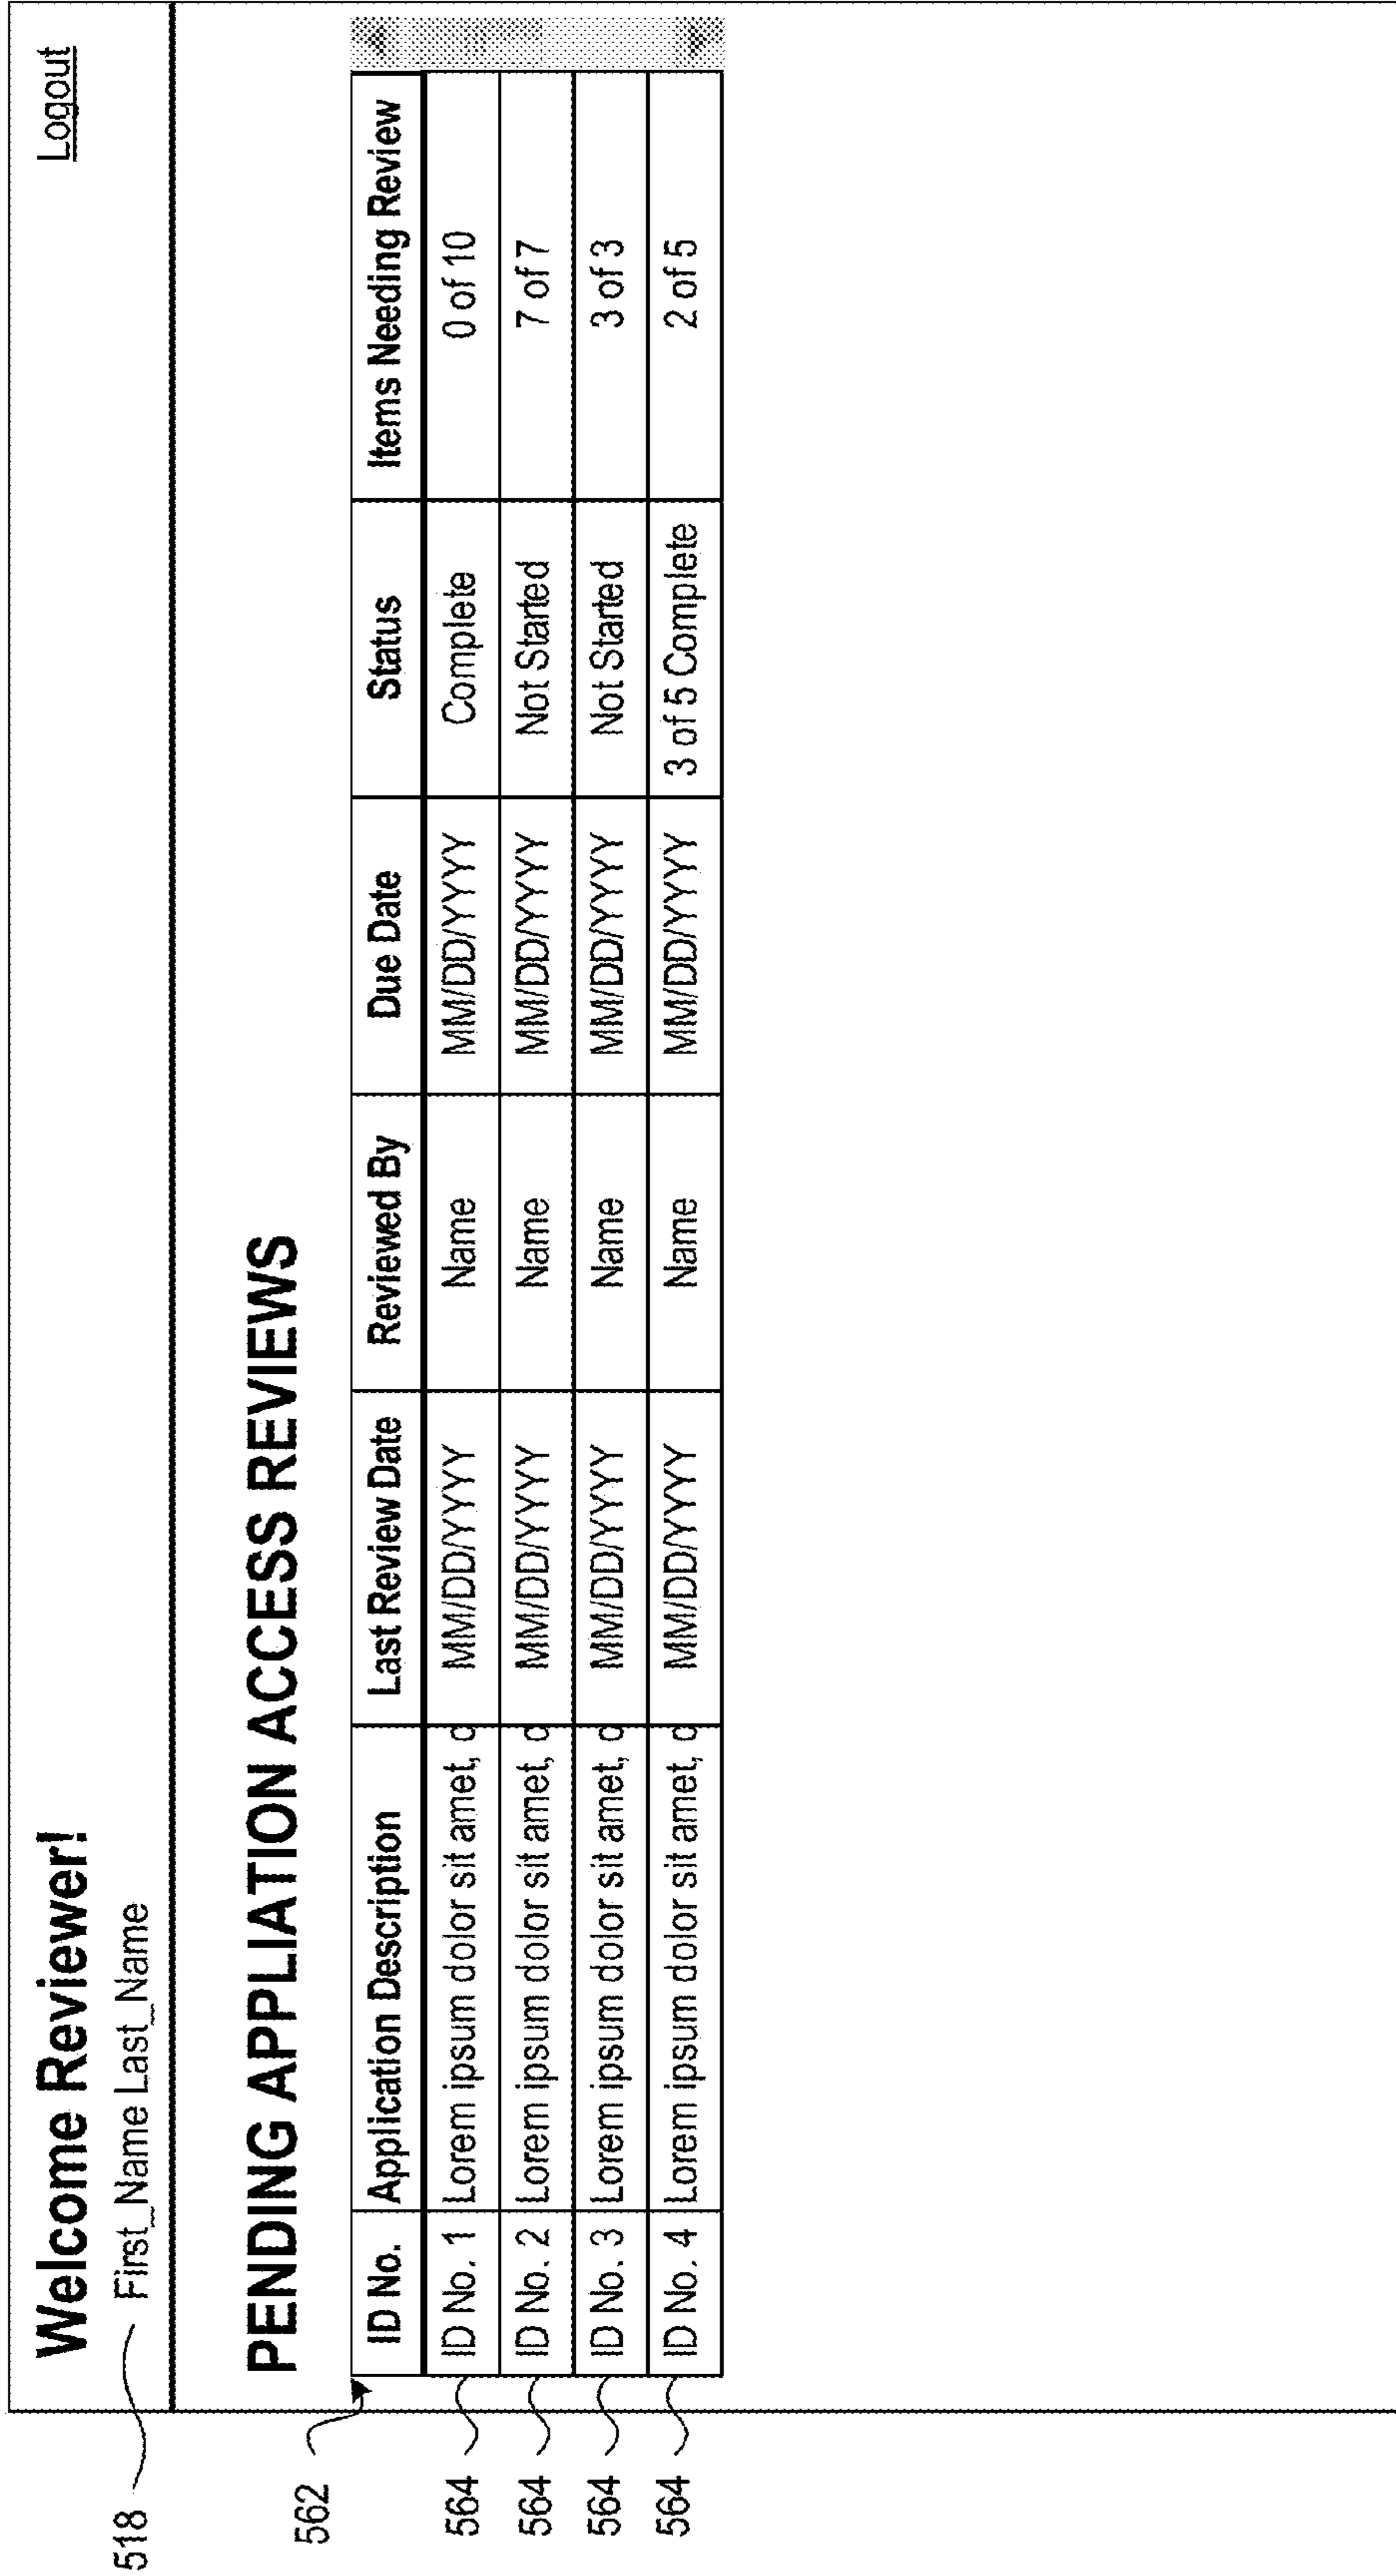 Welcome Reviewer! Logout
518 First_Name Last_Name
PENDING APPLIATION ACCESS REVIEWS
562
ID No. Application Description Last Review Date Reviewed By Due Date Status Items Needing Review
564 ID No. 1 Lorem ipsum dolor sit amet, c MM/DD/YYYY Name MM/DD/YYYY Complete 0 of 10
564 ID No. 2 Lorem ipsum dolor sit amet, c MM/DD/YYYY Name MM/DD/YYYY Not Started 7 of 7
564 ID No. 3 Lorem ipsum dolor sit amet, c MM/DD/YYYY Name MM/DD/YYYY Not Started 3 of 3
564 ID No. 4 Lorem ipsum dolor sit amet, c MM/DD/YYYY Name MM/DD/YYYY 3 of 5 Complete 2 of 5